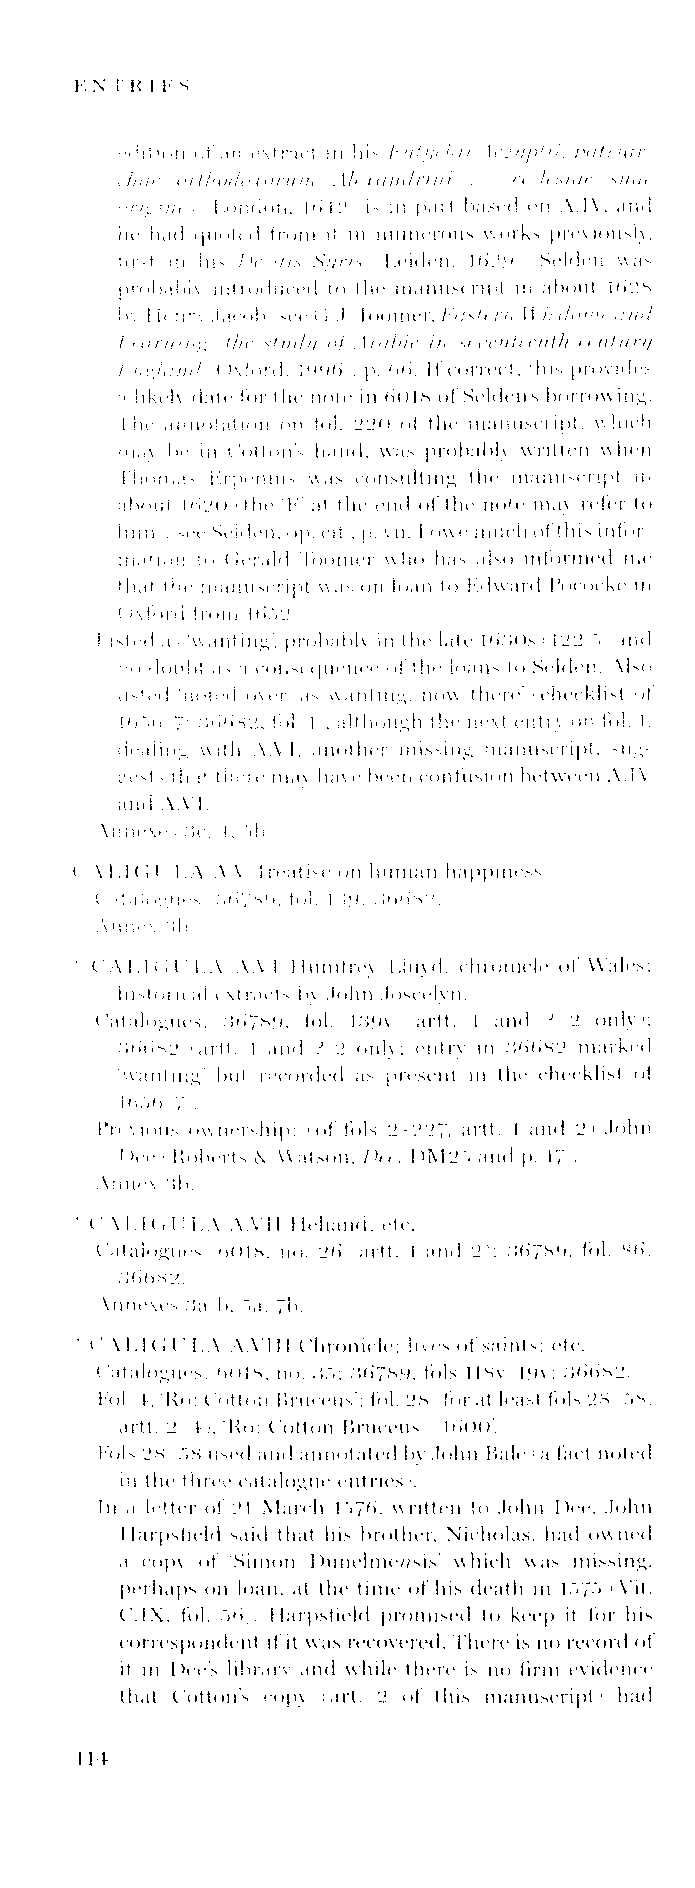 ENTRIES
edition of an extract in his Eutychii Ægyptii, patriar-
chae orthodoxorum Alexandrini . . . ecclesiae suae
origines (London, 1642) is in part based on A.IV, and
he had quoted from it in numerous works previously,
first in his De diis Syris (Leiden, 1629). Selden was
probably introduced to the manuscript in about 1628
by Henry Jacob: see G.J. Toomer, Eastern Wisedome and
Learning: the study of Arabic in seventeenth-century
England (Oxford, 1996), p. 66. If correct, this provides
a likely date for the note in 6018 of Selden's borrowing.
The annotation on fol. 220 of the manuscript, which
may be in Cotton's hand, was probably written when
Thomas Erpenius was consulting the manuscript in
about 1620 (the 'E' at the end of the note may refer to
him): see Selden, op. cit., p. vii. I owe much of this infor-
mation to Gerald Toomer who has also informed me
that the manuscript was on loan to Edward Pococke in
Oxford from 1652.
Listed as 'wanting', probably in the late 1630s (422.5) and
no doubt as a consequence of the loans to Selden. Also
listed 'noted over as wanting, now there' (checklist of
1656–7: 36682, fol. 1), although the next entry on fol. 1,
dealing with A.VI, another missing manuscript, sug-
gests that there may have been confusion between A.IV
and A.VI.
Annexes 3e, 4, 5b.
CALIGULA A.V Treatise on human happiness.
Catalogues: 36789, fol. 139; 36682.
Annex 3b.
* CALIGULA A.VI Humfrey Lluyd, chronicle of Wales;
historical extracts by John Joscelyn.
Catalogues: 36789, fol. 139v (artt. 1 and ? 2 only);
36682 (artt. 1 and ? 2 only; entry in 36682 marked
'wanting' but recorded as present in the checklist of
1656–7).
Previous ownership: (of fols 2–227, artt. 1 and 2) John
Dee (Roberts & Watson, Dee, DM25 and p. 47).
Annex 3b.
* CALIGULA A.VII Heliand, etc.
Catalogues: 6018, no. 26 (artt. 1 and 2?); 36789, fol. 86;
36682.
Annexes 3a–b, 5a, 7b.
* CALIGULA A.VIII Chronicle; lives of saints; etc.
Catalogues: 6018, no. 35; 36789, fols 118v–19v; 36682.
Fol. 4, 'Ro: Cotton Bruceus'; fol. 28 (for at least fols 28–58,
artt. 2–4), 'Ro: Cotton Bruceus 1600'.
Fols 28–58 used and annotated by John Bale (a fact noted
in the three catalogue entries).
In a letter of 21 March 1576, written to John Dee, John
Harpsfield said that his brother, Nicholas, had owned
a copy of 'Simon Dunelmensis' which was missing,
perhaps on loan, at the time of his death in 1575 (Vit.
C.IX, fol. 56). Harpsfield promised to keep it for his
correspondent if it was recovered. There is no record of
it in Dee's library and while there is no firm evidence
that Cotton's copy (art. 2 of this manuscript) had
114